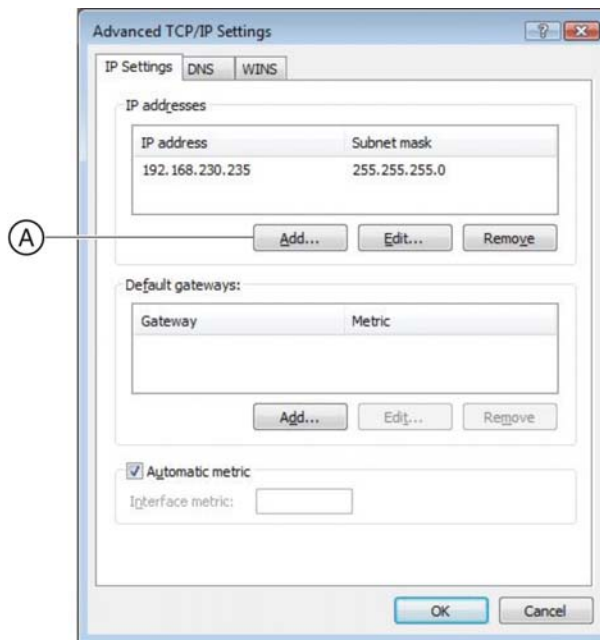 Advanced TCP/IP Settings
IP Settings DNS WINS
IP addresses
IP address Subnet mask
192.168.230.235 255.255.255.0
A
Add... Edit... Remove
Default gateways:
Gateway Metric
Add... Edit... Remove
Automatic metric
Interface metric:
OK Cancel